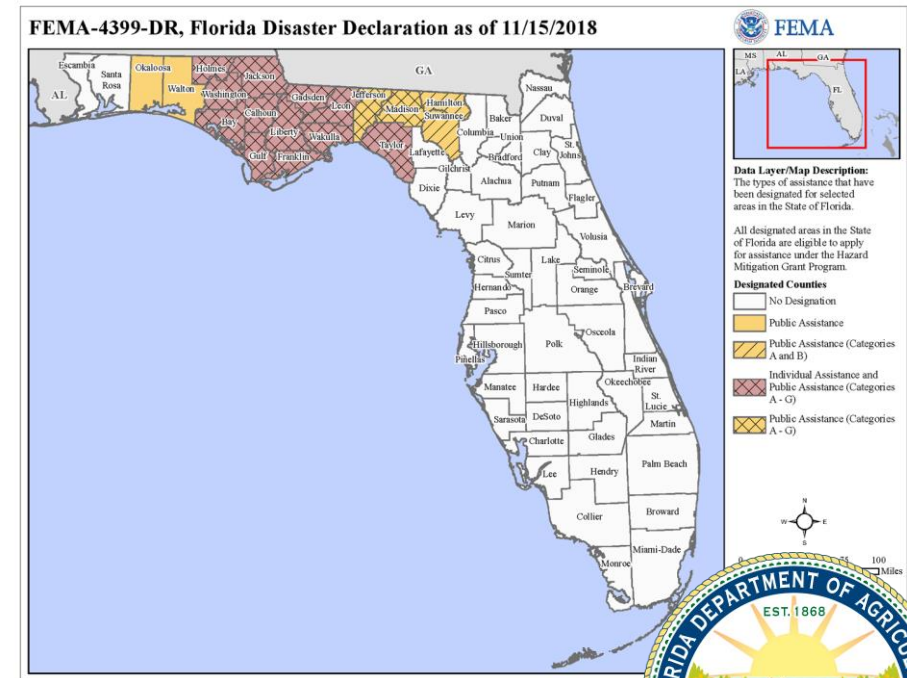 FEMA-4399-DR, Florida Disaster Declaration as of 11/15/2018
FEMA
GA
AL
Escambia
Santa
Rosa
Okaloosa
Walton
Holmes
Washington
Jackson
Bay
Calhoun
Gulf
Liberty
Franklin
Gadsden
Leon
Wakulla
Jefferson
Madison
Taylor
Hamilton
Suwannee
Lafayette
Columbia
Baker
Nassau
Duval
Union
Bradford
Clay
St.
Johns
Gilchrist
Dixie
Alachua
Putnam
Flagler
Levy
Marion
Volusia
Citrus
Sumter
Lake
Seminole
Hernando
Orange
Brevard
Pasco
Osceola
Pinellas
Hillsborough
Polk
Indian
River
Manatee
Hardee
Okeechobee
Highlands
St.
Lucie
Sarasota
DeSoto
Martin
Charlotte
Glades
Lee
Hendry
Palm Beach
Collier
Broward
Monroe
Miami-Dade
MS
AL
GA
LA
FL
Data Layer/Map Description:
The types of assistance that have
been designated for selected
areas in the State of Florida.
All designated areas in the State
of Florida are eligible to apply
for assistance under the Hazard
Mitigation Grant Program.
Designated Counties
No Designation
Public Assistance
Public Assistance (Categories
A and B)
Individual Assistance and
Public Assistance (Categories
A - G)
Public Assistance (Categories
A - G)
N
W E
S
100
Miles
RIDA DEPARTMENT OF AGRICU
EST. 1868